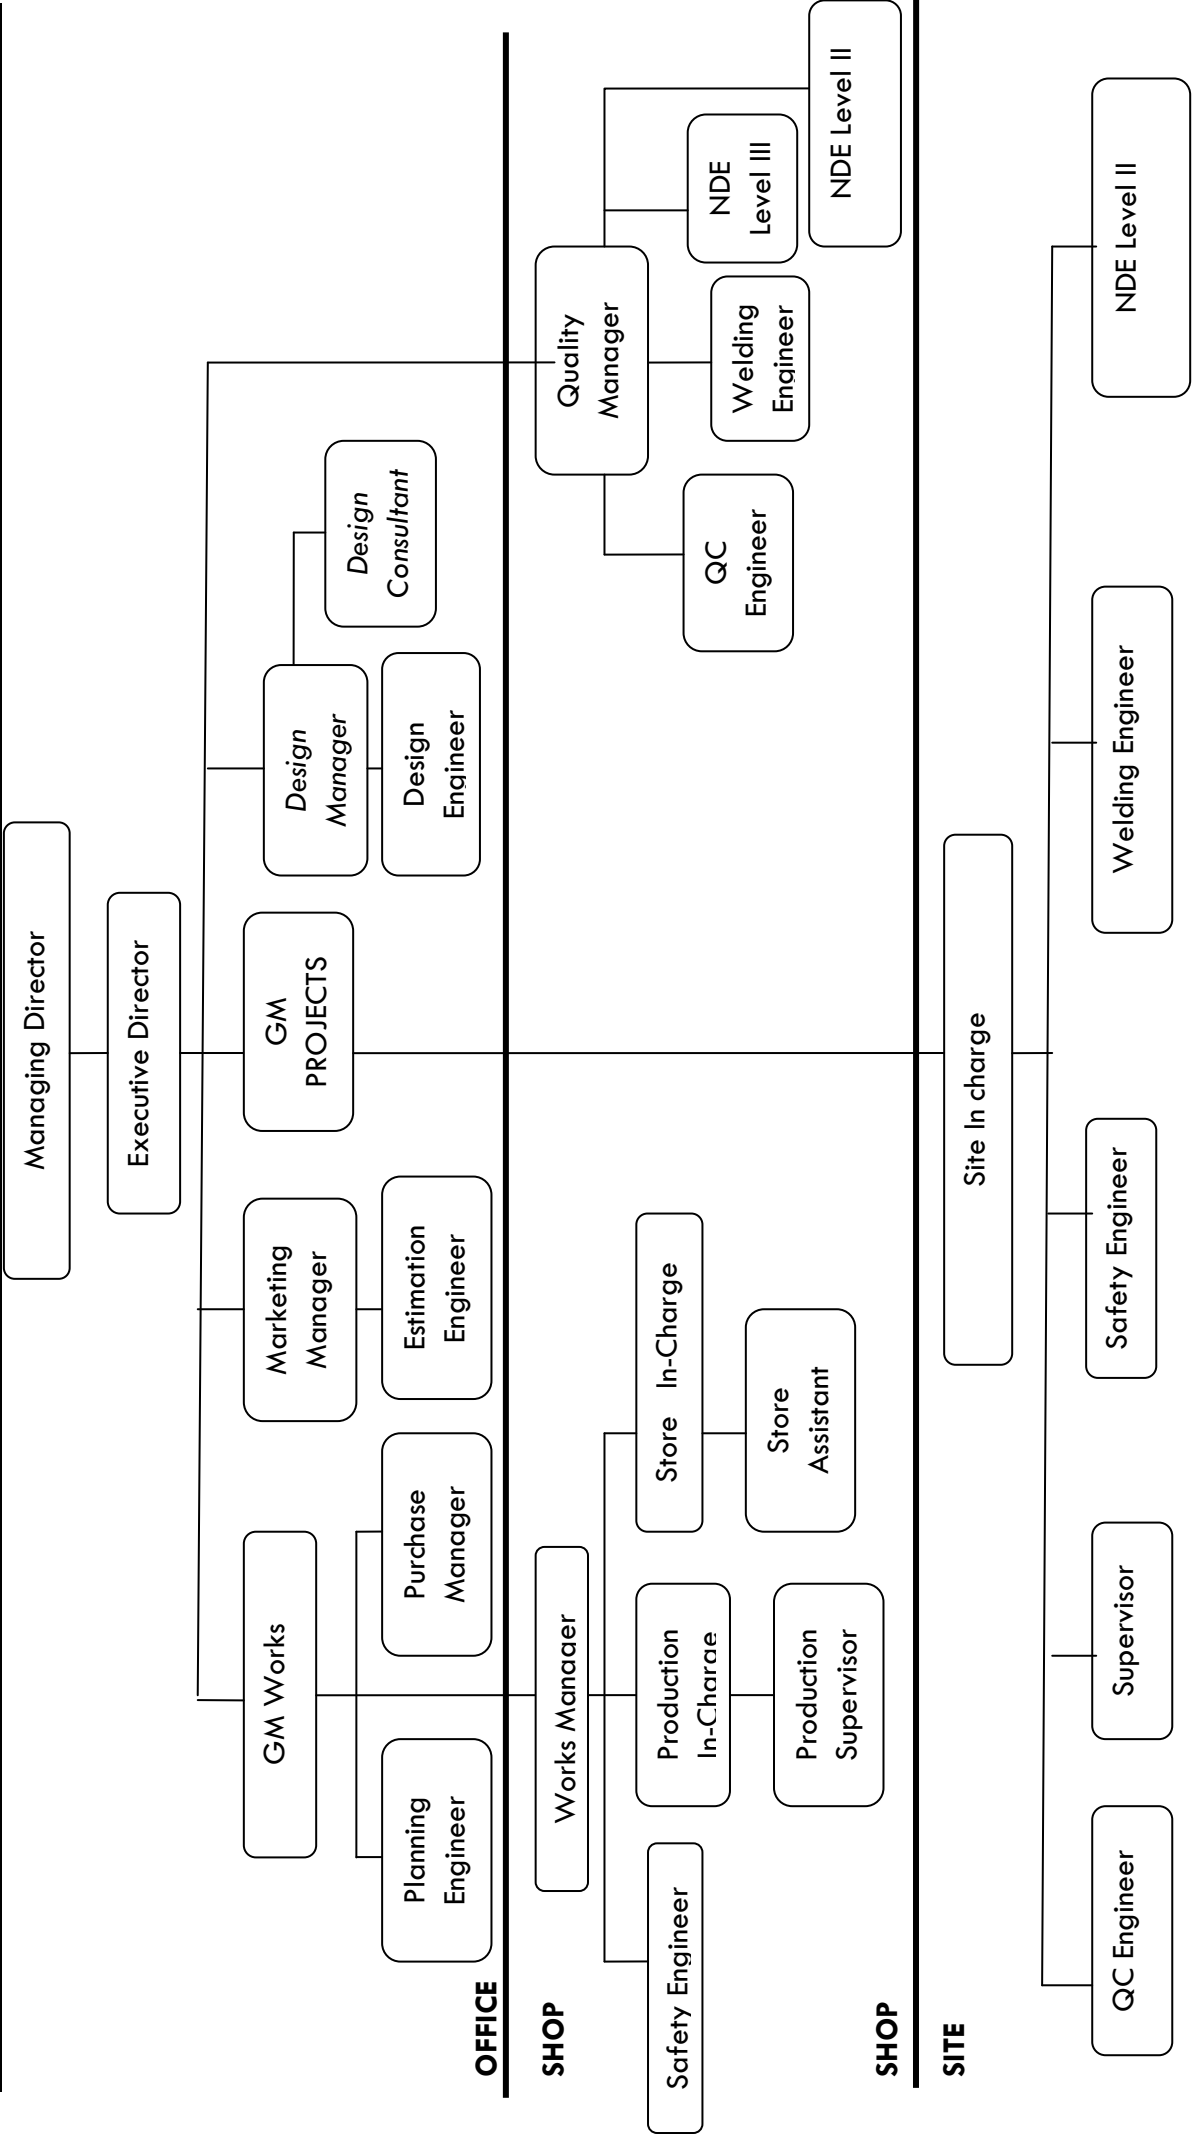 Managing Director
Executive Director
GM Works
Marketing
Manager
GM
PROJECTS
Design
Manager
Design
Consultant
Planning
Engineer
Purchase
Manager
Estimation
Engineer
Design
Engineer
OFFICE
SHOP
Works Manager
Quality
Manager
Safety Engineer
Production
In-Charge
Store In-Charge
QC
Engineer
Welding
Engineer
NDE
Level III
NDE Level II
Production
Supervisor
Store
Assistant
SHOP
SITE
Site In charge
QC Engineer
Supervisor
Safety Engineer
Welding Engineer
NDE Level II